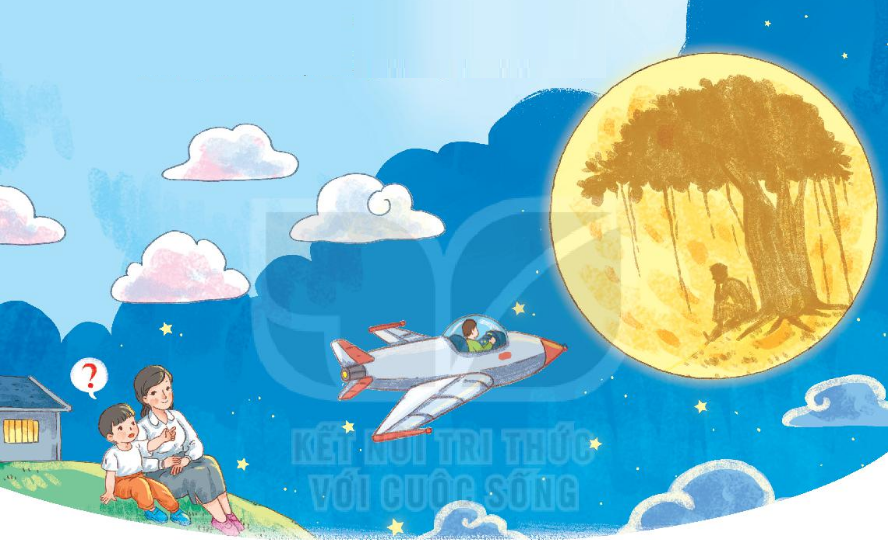 ?
KẾT NỐI TRI THỨC
VỚI CUỘC SỐNG